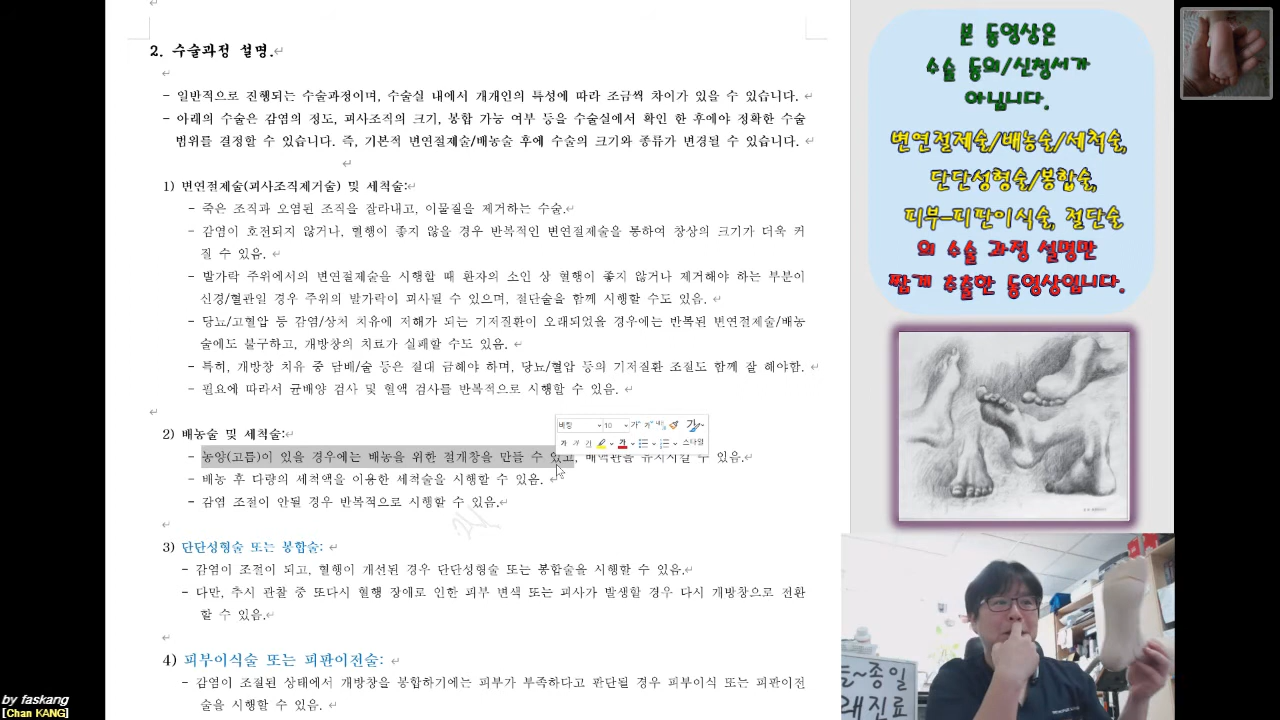 2. 수술과정 설명.
- 일반적으로 진행되는 수술과정이며, 수술실 내에서 개개인의 특성에 따라 조금씩 차이가 있을 수 있습니다.
- 아래의 수술은 감염의 정도, 괴사조직의 크기, 봉합 가능 여부 등을 수술실에서 확인 한 후에야 정확한 수술
범위를 결정할 수 있습니다. 즉, 기본적 변연절제술/배농술 후에 수술의 크기와 종류가 변경될 수 있습니다.
1) 변연절제술(괴사조직제거술) 및 세척술:
- 죽은 조직과 오염된 조직을 잘라내고, 이물질을 제거하는 수술.
- 감염이 호전되지 않거나, 혈행이 좋지 않을 경우 반복적인 변연절제술을 통하여 창상의 크기가 더욱 커
질 수 있음.
- 발가락 주위에서의 변연절제술을 시행할 때 환자의 소인 상 혈행이 좋지 않거나 제거해야 하는 부분이
신경/혈관일 경우 주위의 발가락이 괴사될 수 있으며, 절단술을 함께 시행할 수도 있음.
- 당뇨/고혈압 등 감염/상처 치유에 저해가 되는 기저질환이 오래되었을 경우에는 반복된 변연절제술/배농
술에도 불구하고, 개방창의 치료가 실패할 수도 있음.
- 특히, 개방창 치유 중 담배/술 등은 절대 금해야 하며, 당뇨/혈압 등의 기저질환 조절도 함께 잘 해야함.
- 필요에 따라서 균배양 검사 및 혈액 검사를 반복적으로 시행할 수 있음.
2) 배농술 및 세척술:
- 농양(고름)이 있을 경우에는 배농을 위한 절개창을 만들 수 있고, 배액관을 유치시킬 수 있음.
- 배농 후 다량의 세척액을 이용한 세척술을 시행할 수 있음.
- 감염 조절이 안될 경우 반복적으로 시행할 수 있음.
3) 단단성형술 또는 봉합술:
- 감염이 조절이 되고, 혈행이 개선된 경우 단단성형술 또는 봉합술을 시행할 수 있음.
- 다만, 추시 관찰 중 또다시 혈행 장애로 인한 피부 변색 또는 괴사가 발생할 경우 다시 개방창으로 전환
할 수 있음.
4) 피부이식술 또는 피판이전술:
- 감염이 조절된 상태에서 개방창을 봉합하기에는 피부가 부족하다고 판단될 경우 피부이식 또는 피판이전
술을 시행할 수 있음.
바탕
10
스타일
본 동영상은
수술 동의/신청서가
아닙니다.
변연절제술/배농술/세척술,
단단성형술/봉합술,
피부-피판이식술, 절단술
의 수술 과정 설명만
짧게 추출한 동영상입니다.
~종일
래진료
by faskang
[Chan KANG]